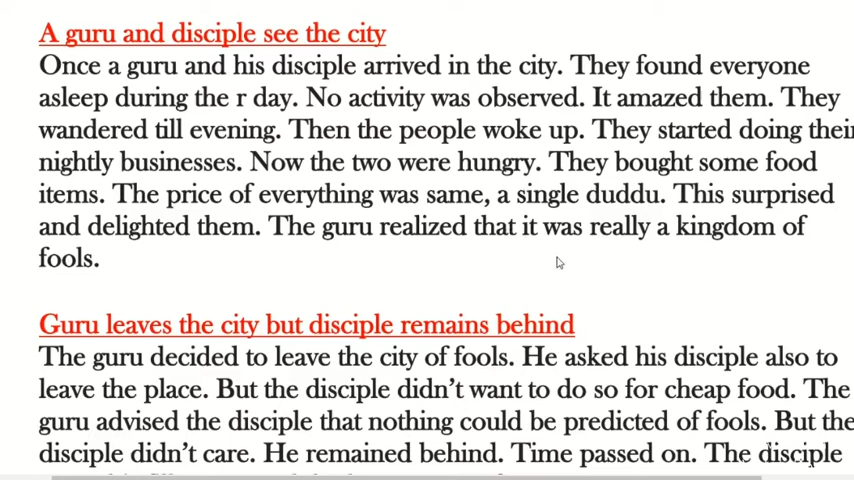 A guru and disciple see the city
Once a guru and his disciple arrived in the city. They found everyone
asleep during the r day. No activity was observed. It amazed them. They
wandered till evening. Then the people woke up. They started doing their
nightly businesses. Now the two were hungry. They bought some food
items. The price of everything was same, a single duddu. This surprised
and delighted them. The guru realized that it was really a kingdom of
fools.
Guru leaves the city but disciple remains behind
The guru decided to leave the city of fools. He asked his disciple also to
leave the place. But the disciple didn't want to do so for cheap food. The
guru advised the disciple that nothing could be predicted of fools. But the
disciple didn't care. He remained behind. Time passed on. The disciple